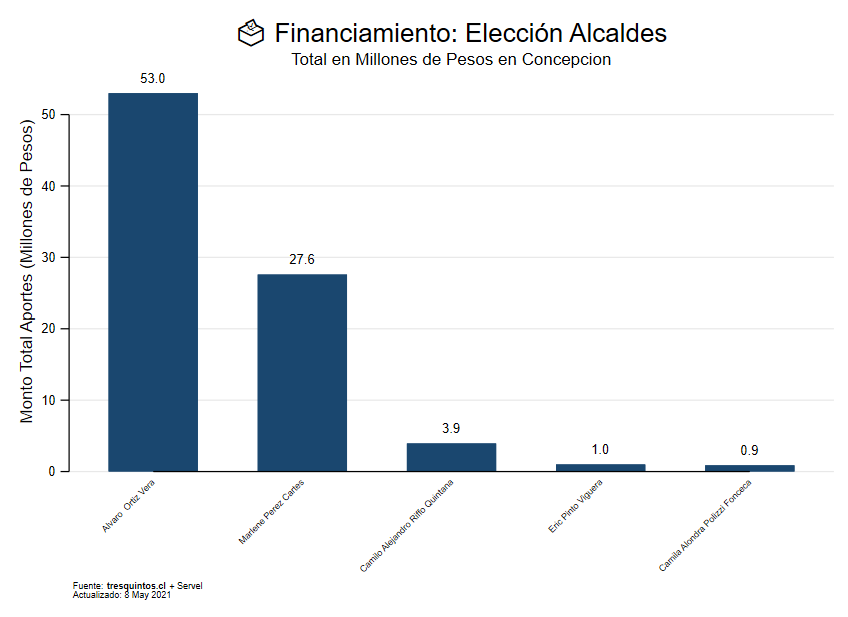 Financiamiento: Elección Alcaldes
Total en Millones de Pesos en Concepcion
Monto Total Aportes (Millones de Pesos)
50
40
30
20
10
0
53.0
27.6
3.9
1.0
0.9
Alvaro Ortiz Vera
Marlene Perez Cartes
Camilo Alejandro Riffo Quintana
Eric Pinto Viguera
Camila Alondra Polizzi Fonceca
Fuente: tresquintos.cl + Servel
Actualizado: 8 May 2021